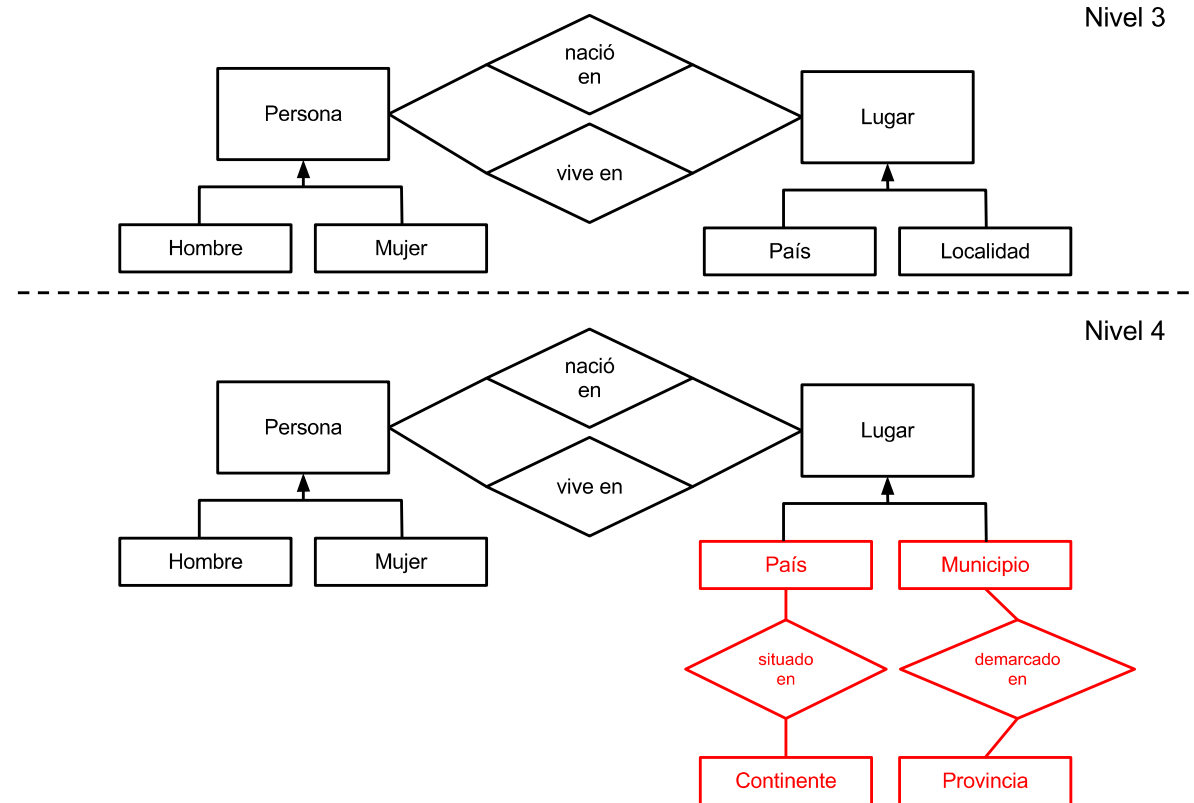 Nivel 3
nació
en
Persona
Lugar
vive en
Hombre
Mujer
País
Localidad
Nivel 4
nació
en
Persona
Lugar
vive en
Hombre
Mujer
País
Municipio
situado
en
demarcado
en
Continente
Provincia